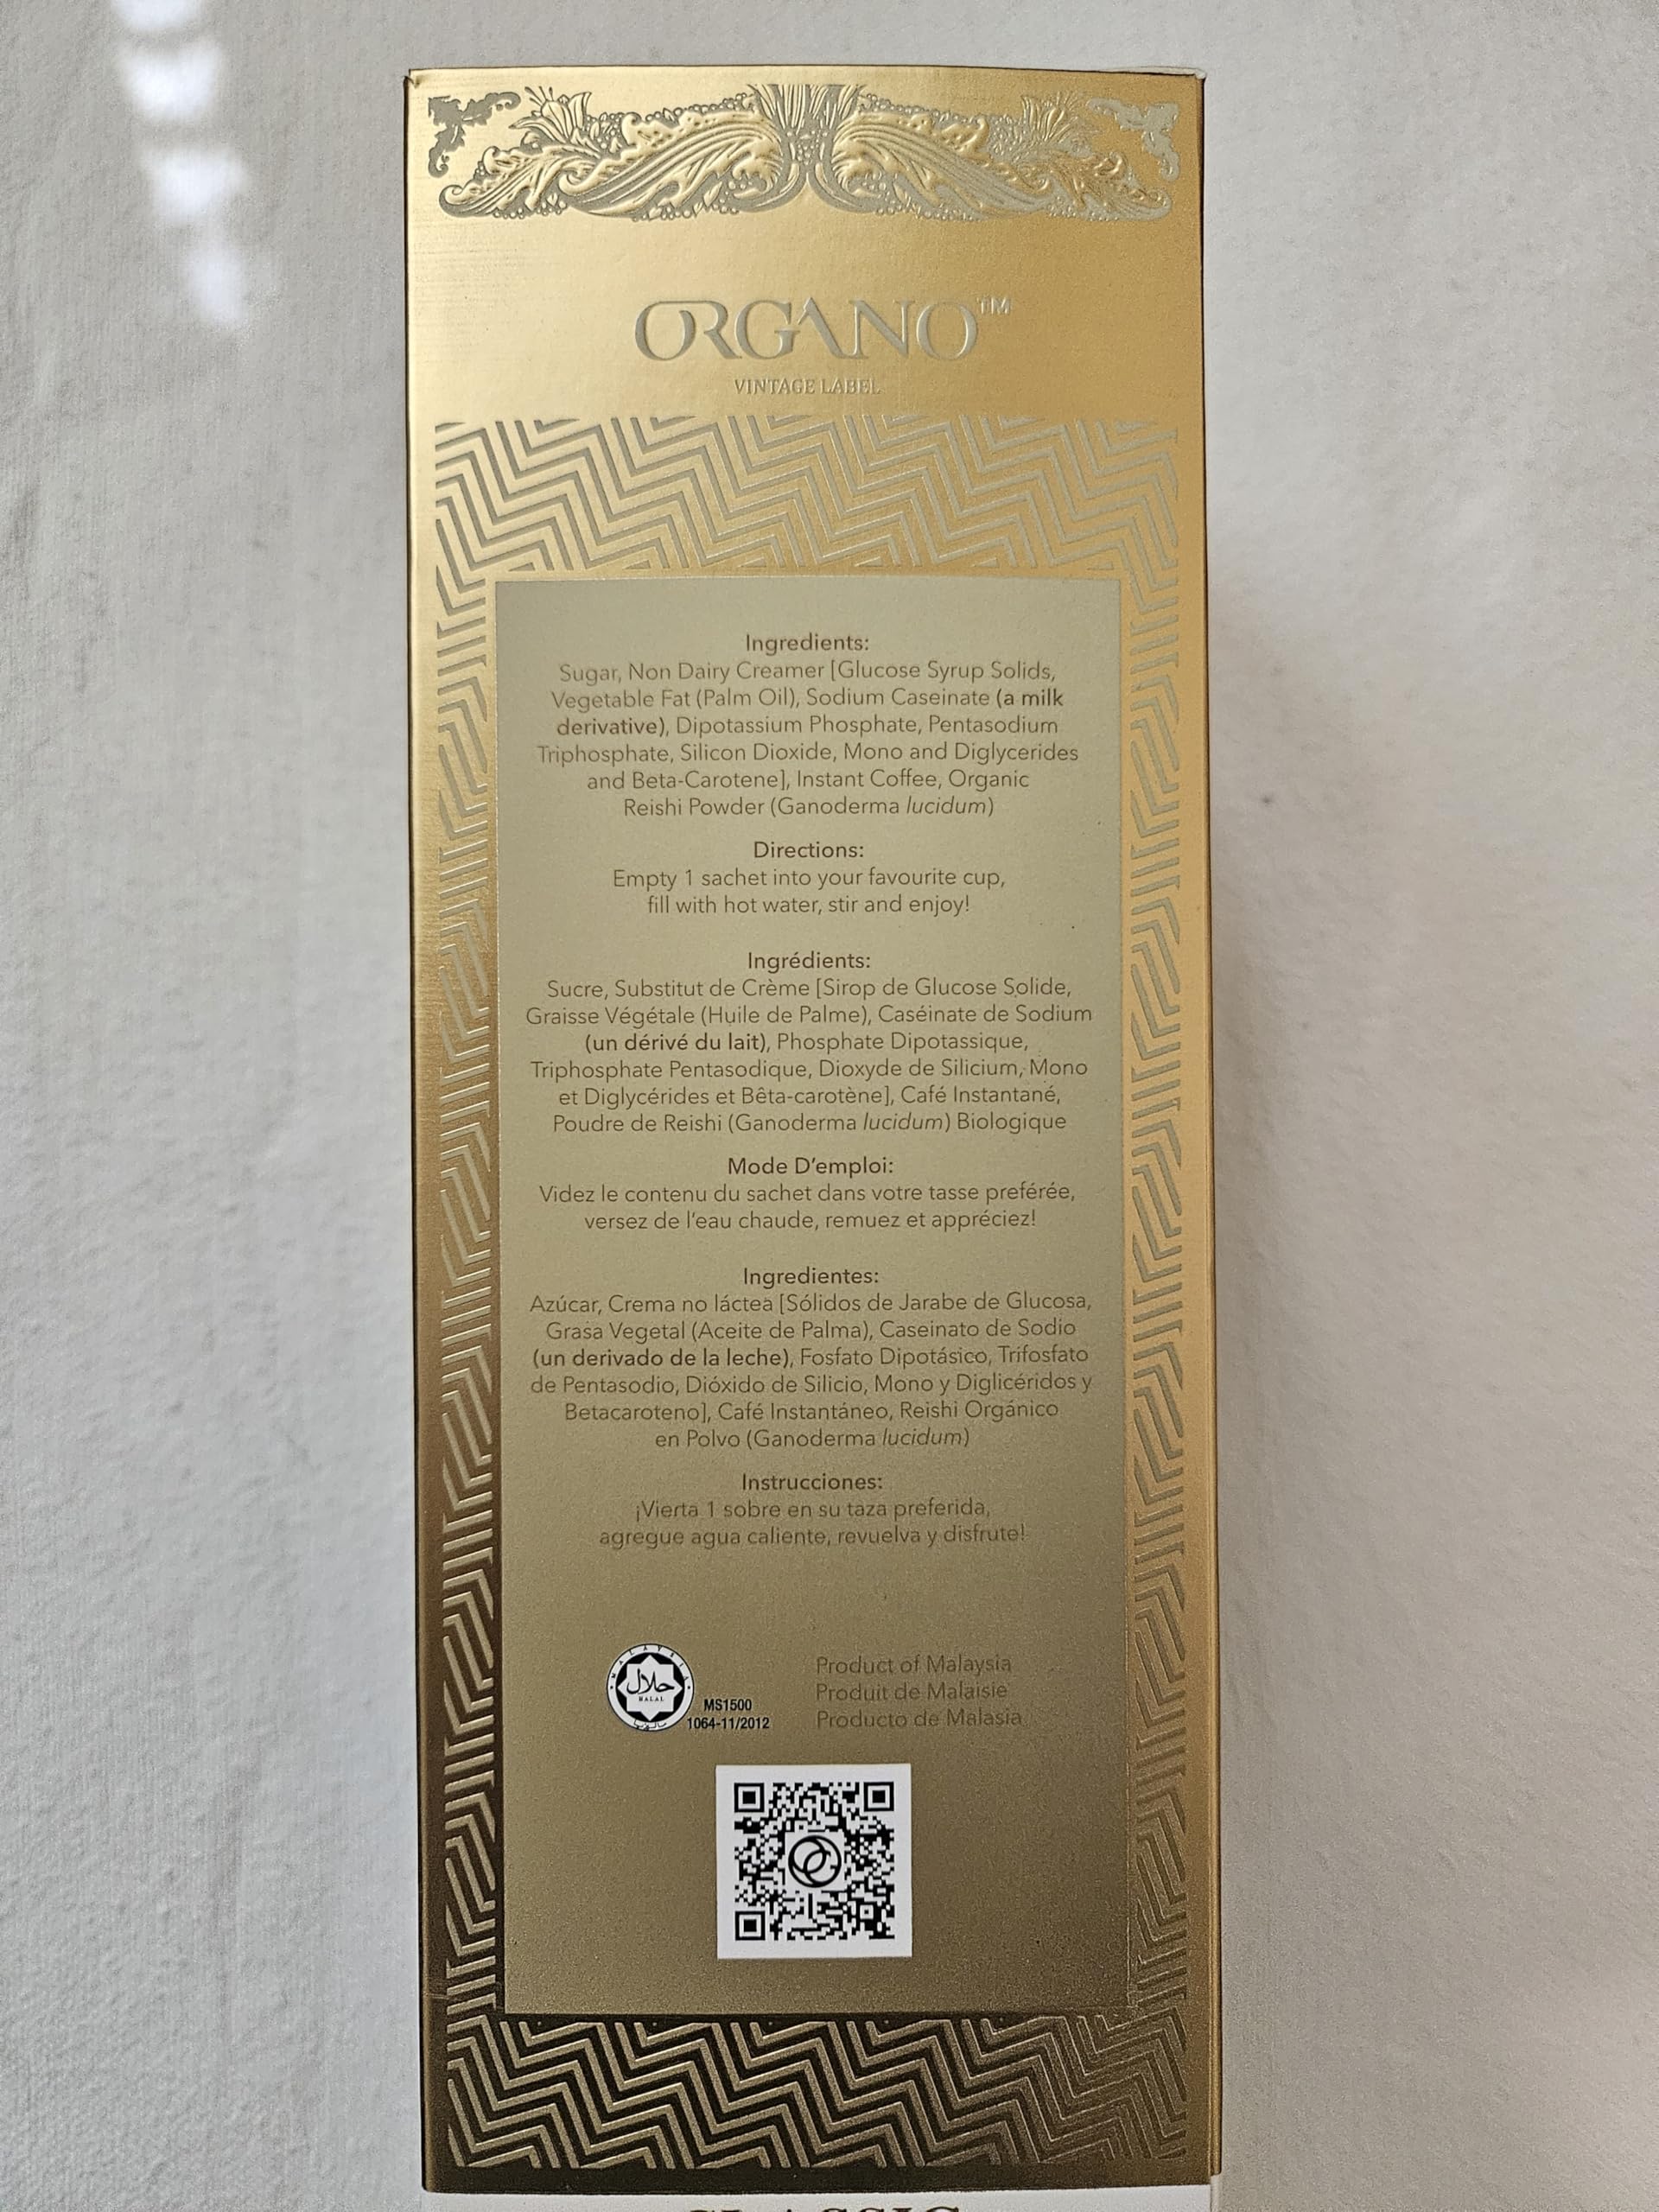 ORGANO™
VINTAGE LABEL
Ingredients:
Sugar, Non Dairy Creamer [Glucose Syrup Solids,
Vegetable Fat (Palm Oil), Sodium Caseinate (a milk
derivative), Dipotassium Phosphate, Pentasodium
Triphosphate, Silicon Dioxide, Mono and Diglycerides
and Beta-Carotene], Instant Coffee, Organic
Reishi Powder (Ganoderma lucidum)
Directions:
Empty 1 sachet into your favourite cup,
fill with hot water, stir and enjoy!
Ingrédients:
Sucre, Substitut de Crème [Sirop de Glucose Solide,
Graisse Végétale (Huile de Palme), Caséinate de Sodium
(un dérivé du lait), Phosphate Dipotassique,
Triphosphate Pentasodique, Dioxyde de Silicium, Mono
et Diglycérides et Bêta-carotène], Café Instantané,
Poudre de Reishi (Ganoderma lucidum) Biologique
Mode D’emploi:
Videz le contenu du sachet dans votre tasse preférée,
versez de l’eau chaude, remuez et appréciez!
Ingredientes:
Azúcar, Crema no láctea [Sólidos de Jarabe de Glucosa,
Grasa Vegetal (Aceite de Palma), Caseinato de Sodio
(un derivado de la leche), Fosfato Dipotásico, Trifosfato
de Pentasodio, Dióxido de Silicio, Mono y Diglicéridos y
Betacaroteno], Café Instantáneo, Reishi Orgánico
en Polvo (Ganoderma lucidum)
Instrucciones:
¡Vierta 1 sobre en su taza preferida,
agregue agua caliente, revuelva y disfrute!
MALAYSIA
حلال
HALAL
ماليزيا
MS1500
1064-11/2012
Product of Malaysia
Produit de Malaisie
Producto de Malasia
CLASSIC